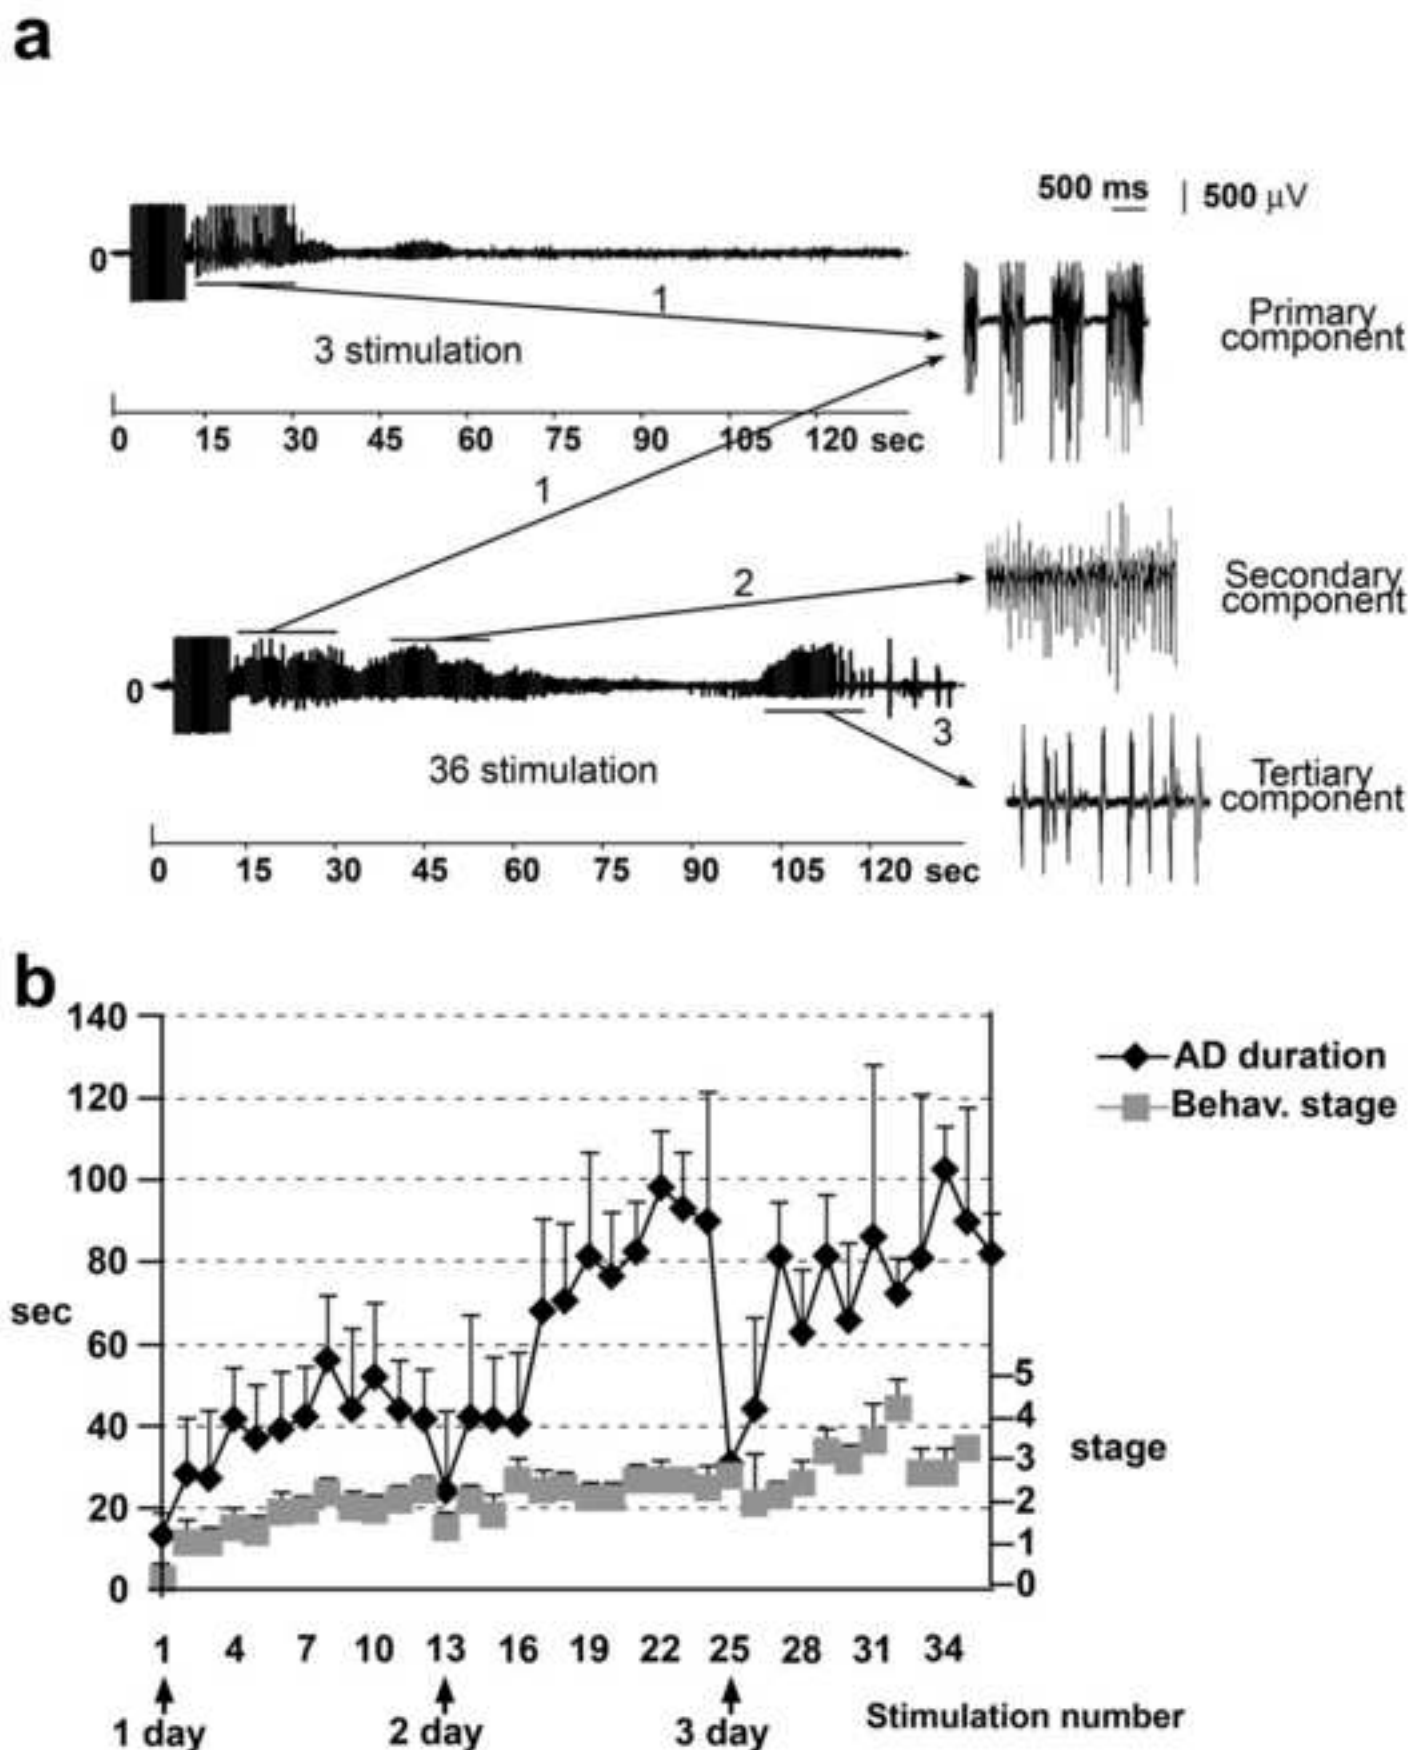 a
500 ms | 500 µV
0
1
Primary
component
3 stimulation
0 15 30 45 60 75 90 105 120 sec
1
2
Secondary
component
0
3
36 stimulation
Tertiary
component
0 15 30 45 60 75 90 105 120 sec
b
140
120
100
80
sec
60
40
20
0
AD duration
Behav. stage
5
4
3
2
1
0
stage
1 4 7 10 13 16 19 22 25 28 31 34
1 day 2 day 3 day
Stimulation number